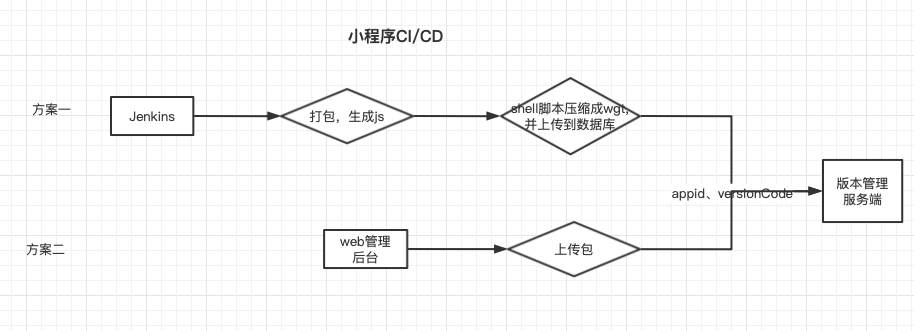 小程序CI/CD
方案一
Jenkins
打包，生成js
shell脚本压缩成wgt,
并上传到数据库
appid、versionCode
版本管理
服务端
方案二
web管理
后台
上传包